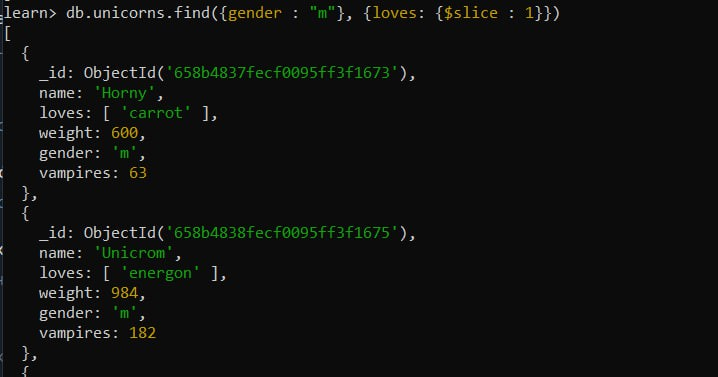 learn> db.unicorns.find({gender : "m"}, {loves: {$slice : 1}})
[
  {
    _id: ObjectId('658b4837fecf0095ff3f1673'),
    name: 'Horny',
    loves: [ 'carrot' ],
    weight: 600,
    gender: 'm',
    vampires: 63
  },
  {
    _id: ObjectId('658b4838fecf0095ff3f1675'),
    name: 'Unicrom',
    loves: [ 'energon' ],
    weight: 984,
    gender: 'm',
    vampires: 182
  },
  {